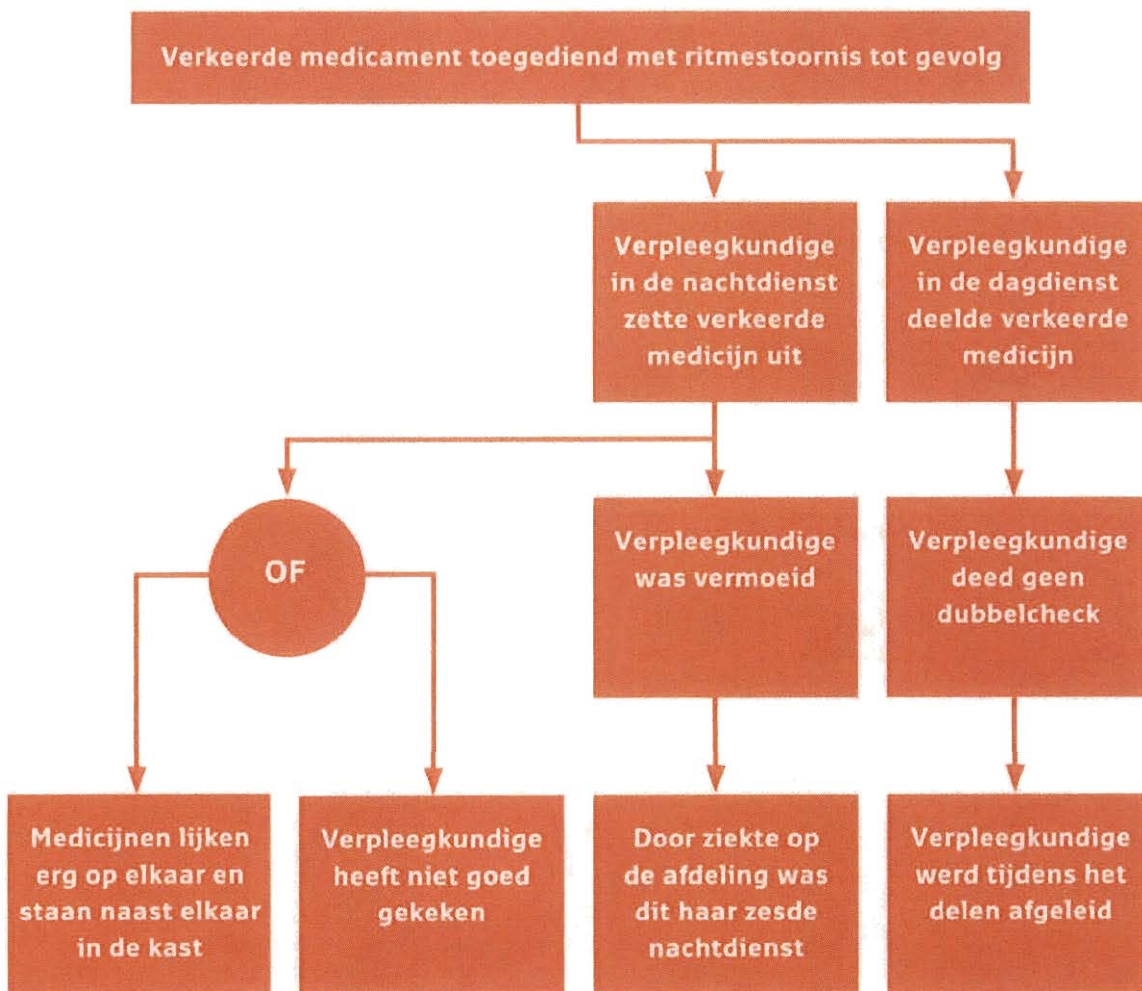 Verkeerde medicament toegediend met ritmestoornis tot gevolg
Verpleegkundige
in de nachtdienst
zette verkeerde
medicijn uit
Verpleegkundige
in de dagdienst
deelde verkeerde
medicijn
OF
Verpleegkundige
was vermoeid
Verpleegkundige
deed geen
dubbelcheck
Medicijnen lijken
erg op elkaar en
staan naast elkaar
in de kast
Verpleegkundige
heeft niet goed
gekeken
Door ziekte op
de afdeling was
dit haar zesde
nachtdienst
Verpleegkundige
werd tijdens het
delen afgeleid